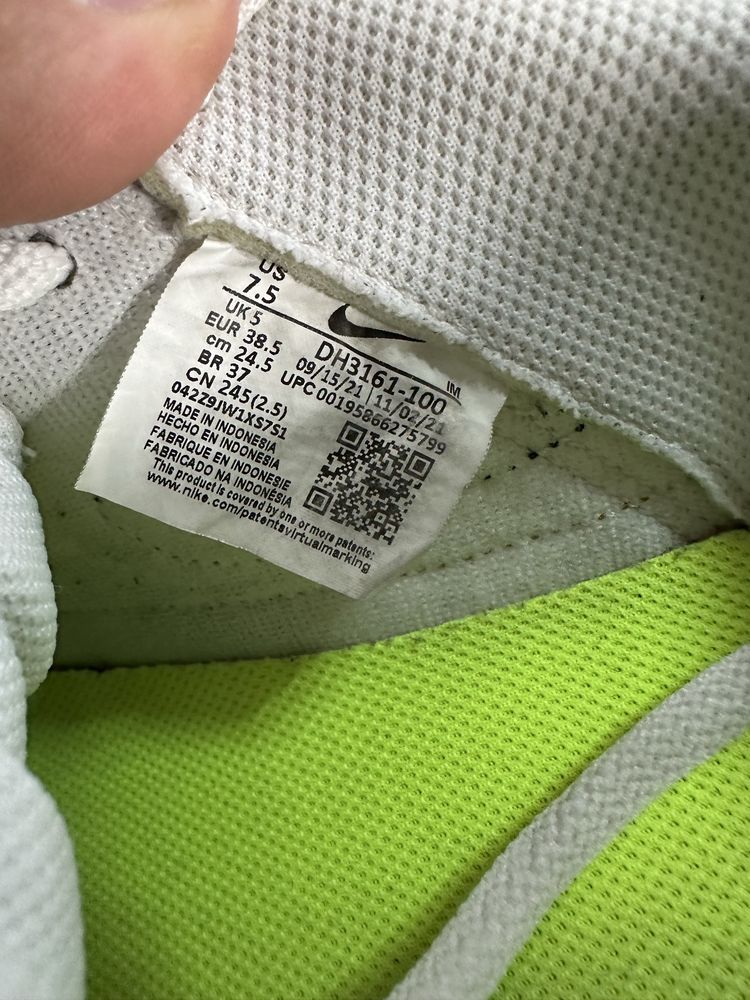 US
7.5
UK 5
EUR 38.5
cm 24.5
BR 37
CN 245(2.5)
042Z9JW1XS7S1
MADE IN INDONESIA
HECHO EN INDONESIA
FABRIQUE EN INDONESIE
FABRICADO NA INDONÉSIA
This product is covered by one or more patents:
www.nike.com/patentsvirtualmarking
DH3161-100
IM
09/15/21 | 11/02/21
UPC 00195866275799